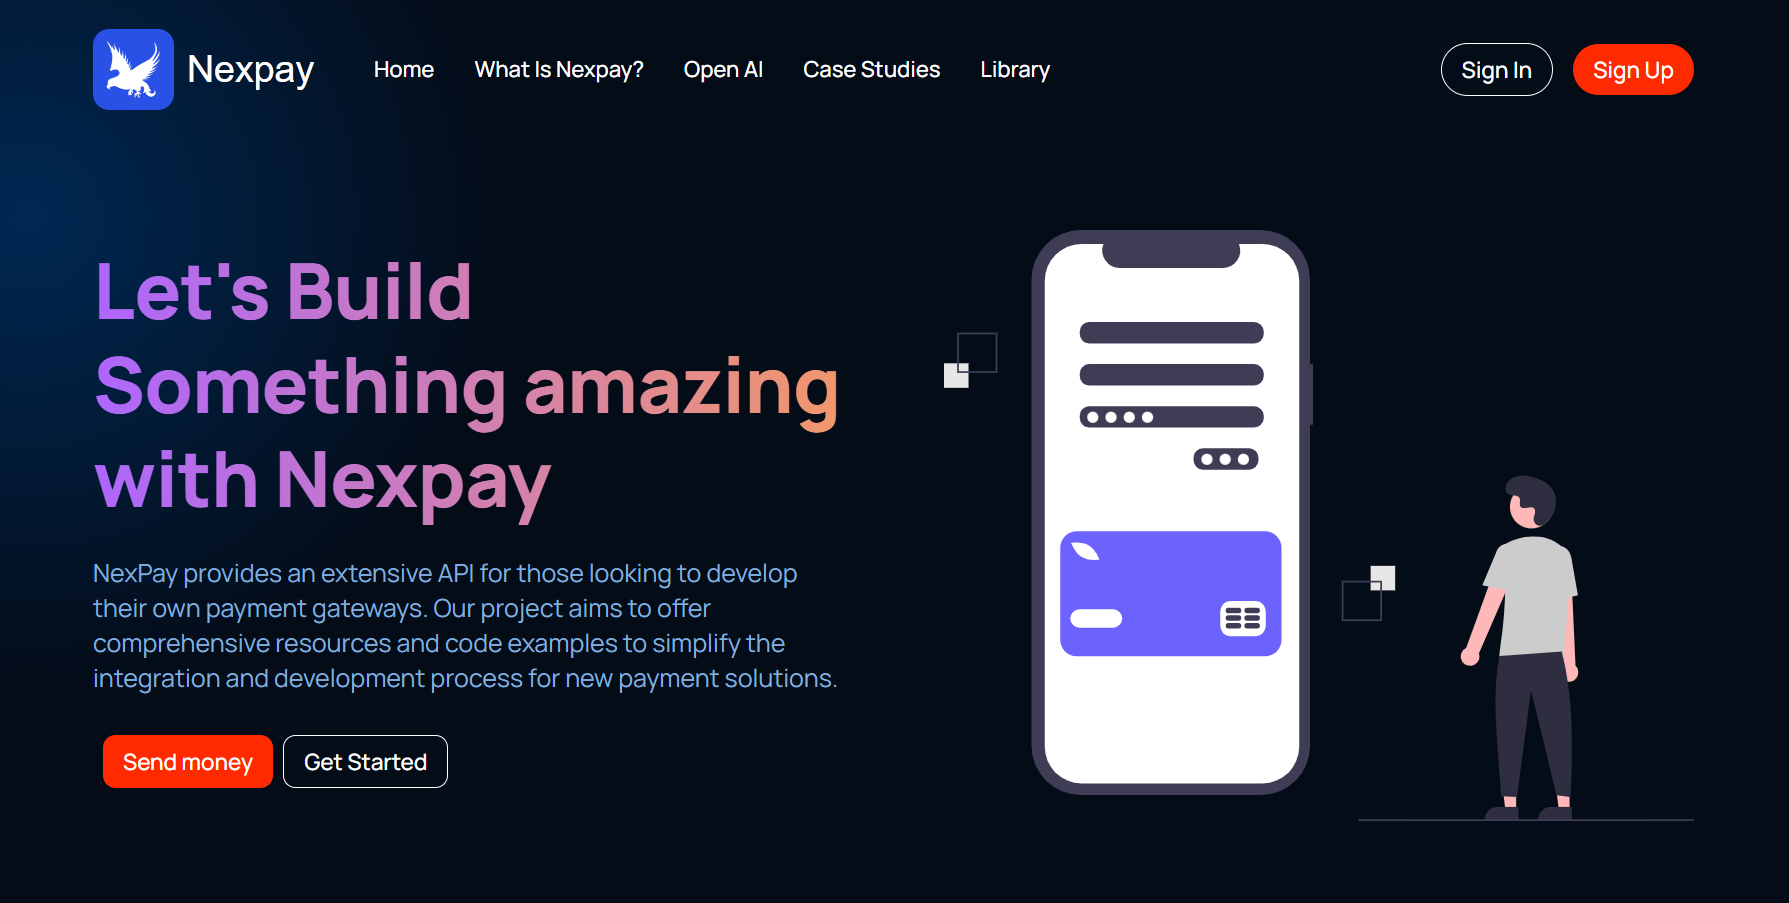 Nexpay
Home
What Is Nexpay?
Open AI
Case Studies
Library
Sign In
Sign Up
Let's Build
Something amazing
with Nexpay
NexPay provides an extensive API for those looking to develop
their own payment gateways. Our project aims to offer
comprehensive resources and code examples to simplify the
integration and development process for new payment solutions.
Send money
Get Started